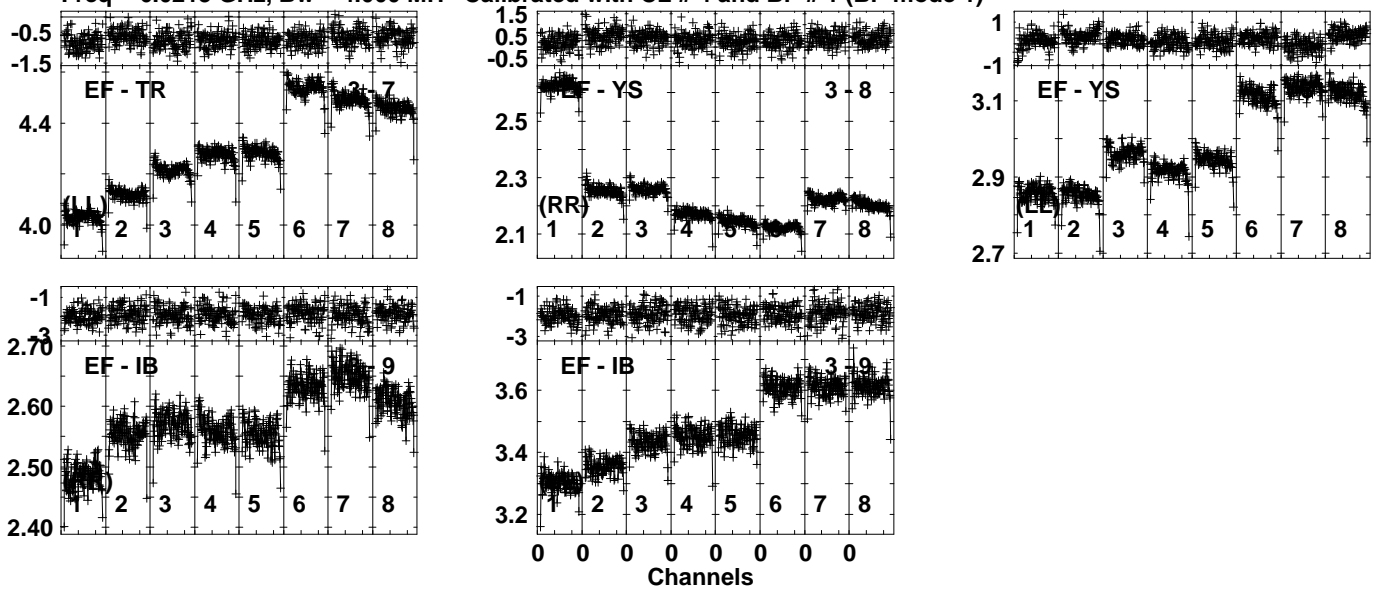 -0.5
-1.5
EF - TR
4.4
4.0
(LL)
1 2 3 4 5 6 7 8
1.5
0.5
-0.5
EF - YS 3 - 8
2.5
2.3
2.1
(RR)
1 2 3 4 5 6 7 8
1
-1
EF - YS
3.1
2.9
2.7
(LL)
1 2 3 4 5 6 7 8
-1
-3
2.70
EF - IB
2.60
2.50
2.40
1 2 3 4 5 6 7 8
-1
-3
EF - IB 3 - 9
3.6
3.4
3.2
1 2 3 4 5 6 7 8
0 0 0 0 0 0 0 0
Channels